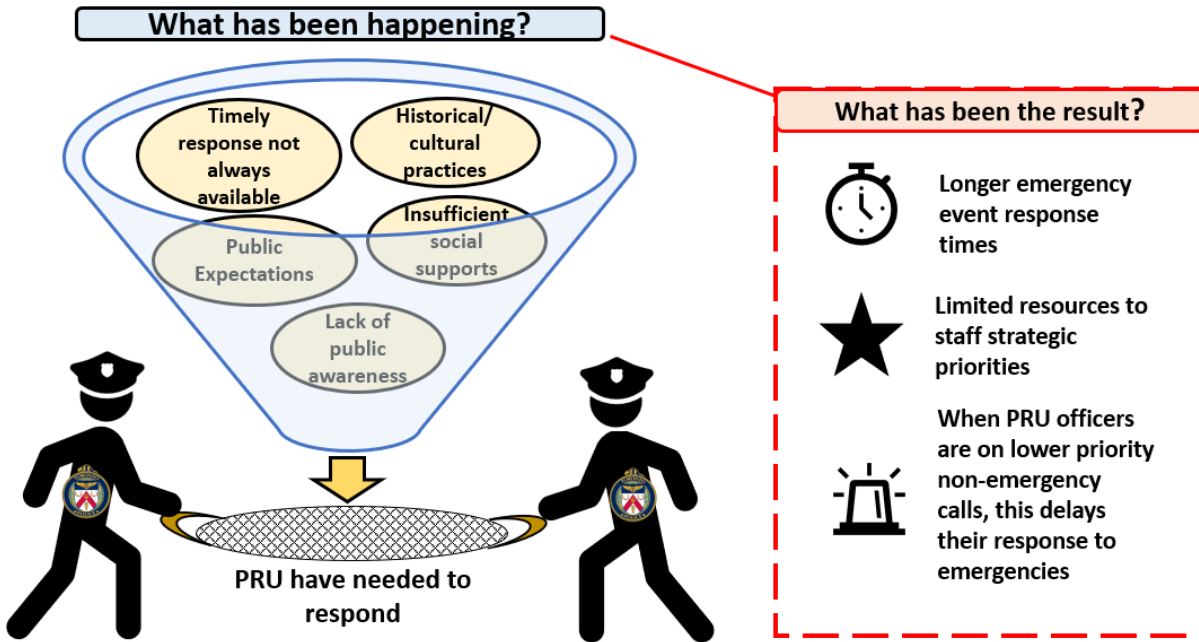 What has been happening?
Timely
response not
always
available
Historical/
cultural
practices
Public
Expectations
Insufficient
social
supports
Lack of
public
awareness
PRU have needed to
respond
What has been the result?
Longer emergency
event response
times
Limited resources to
staff strategic
priorities
When PRU officers
are on lower priority
non-emergency
calls, this delays
their response to
emergencies